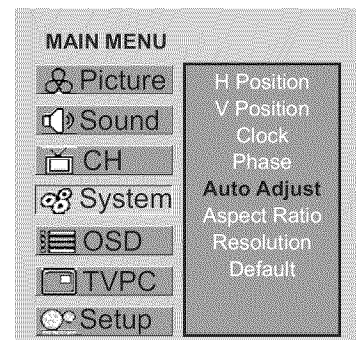 MAIN MENU
Picture
Sound
CH
System
OSD
TVPC
Setup
H Position
V Position
Clock
Phase
Auto Adjust
Aspect Ratio
Resolution
Default